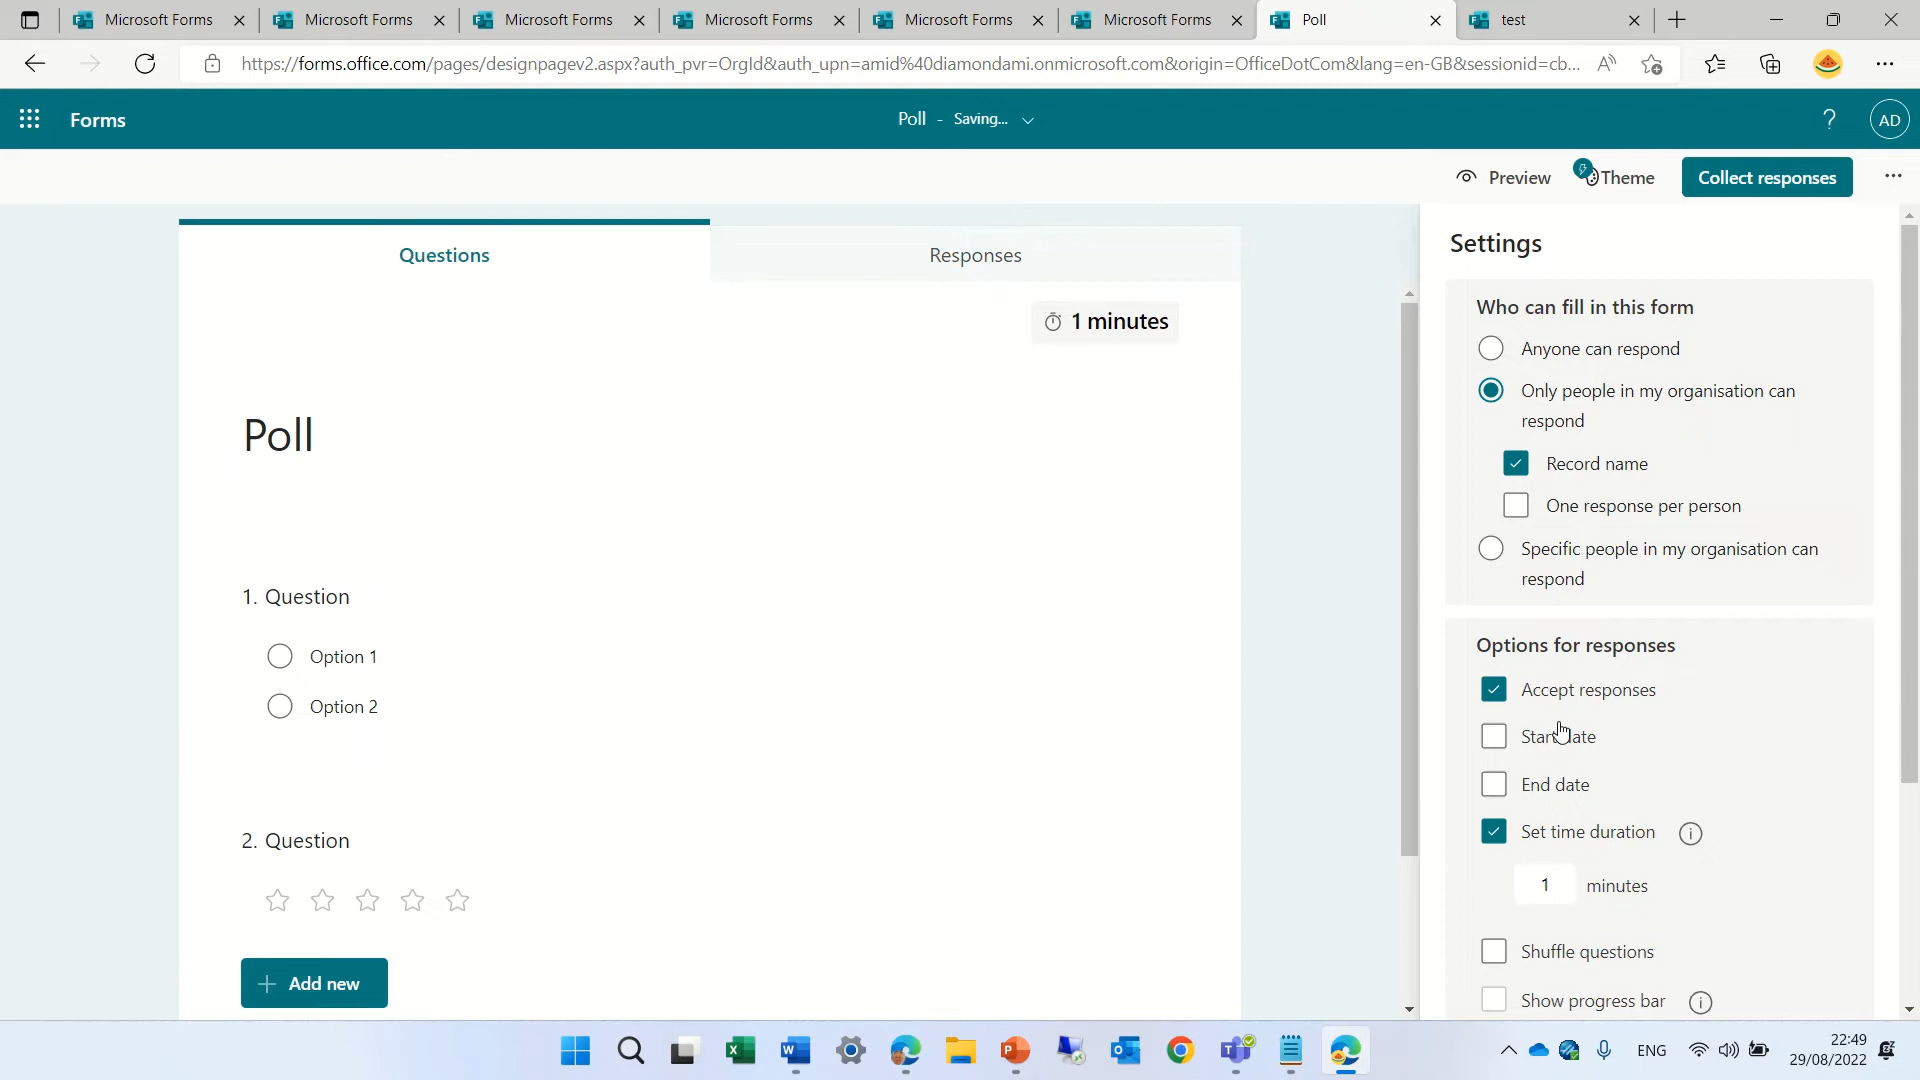 Microsoft Forms
Microsoft Forms
Microsoft Forms
Microsoft Forms
Microsoft Forms
Microsoft Forms
Poll
test
https://forms.office.com/pages/designpagev2.aspx?auth_pvr=OrgId&auth_upn=amid%40diamondami.onmicrosoft.com&origin=OfficeDotCom&lang=en-GB&sessionid=cb...
Forms
Poll - Saving...
?
AD
Preview
Theme
Collect responses
Questions
Responses
1 minutes
Poll
1. Question
Option 1
Option 2
2. Question
Add new
Settings
Who can fill in this form
Anyone can respond
Only people in my organisation can
respond
Record name
One response per person
Specific people in my organisation can
respond
Options for responses
Accept responses
Start date
End date
Set time duration
1 minutes
Shuffle questions
Show progress bar
ENG
22:49
29/08/2022